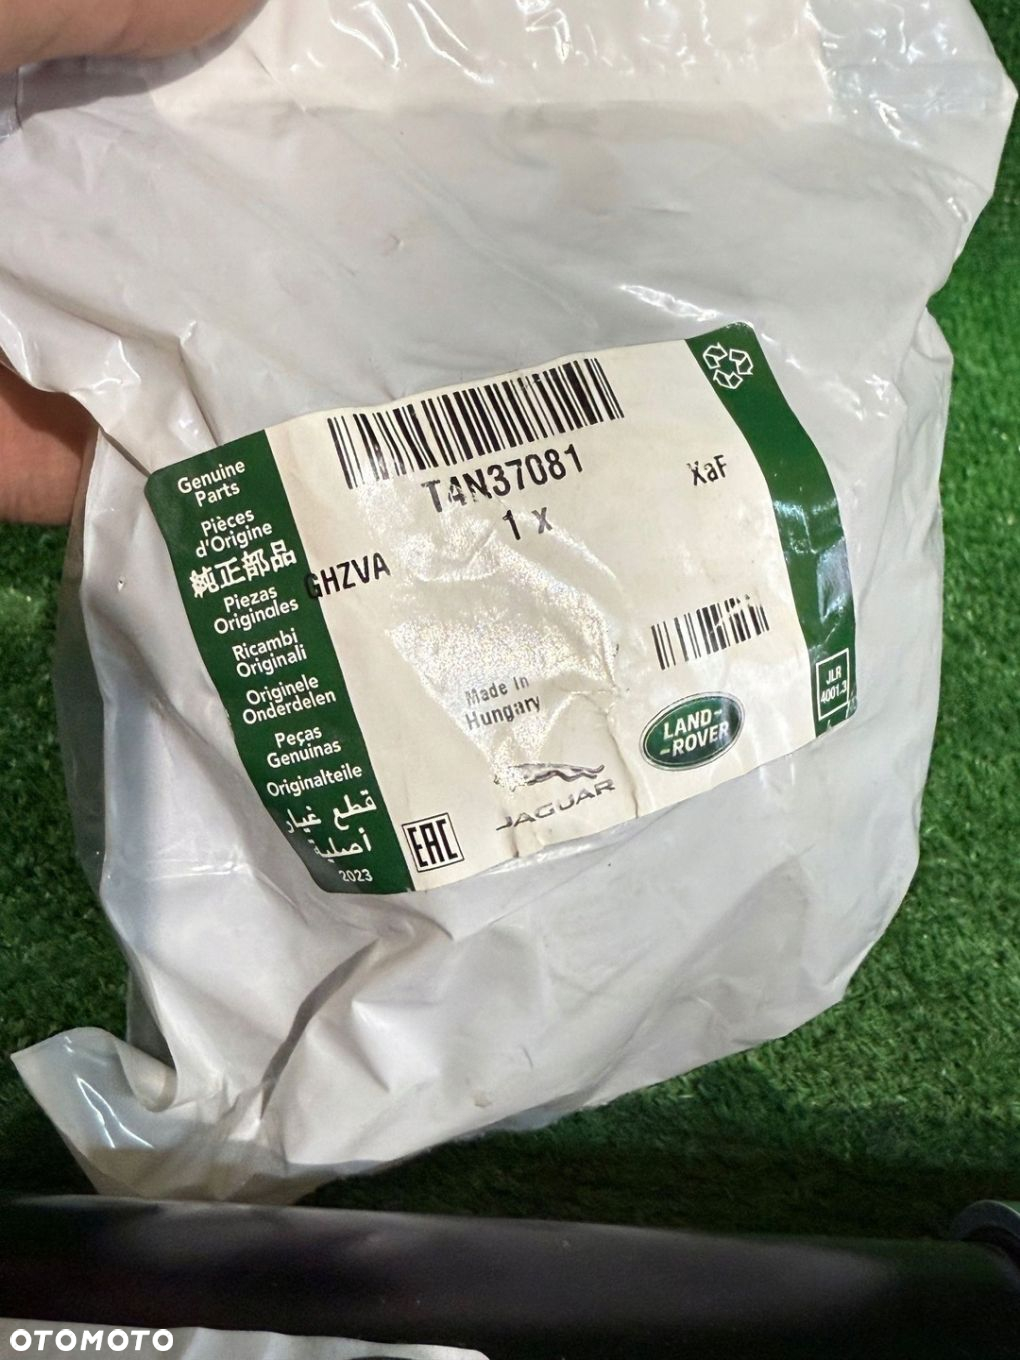 T4N37081
1 X
XaF
GHZVA
Genuine
Parts
Pièces
d'Origine
純正部品
Piezas
Originales
Ricambi
Originali
Originele
Onderdelen
Peças
Genuinas
Originalteile
قطع غيار
أصلية
2023
Made In
Hungary
EAC
JAGUAR
LAND-
-ROVER
JLR
4001.3
OTOMOTO